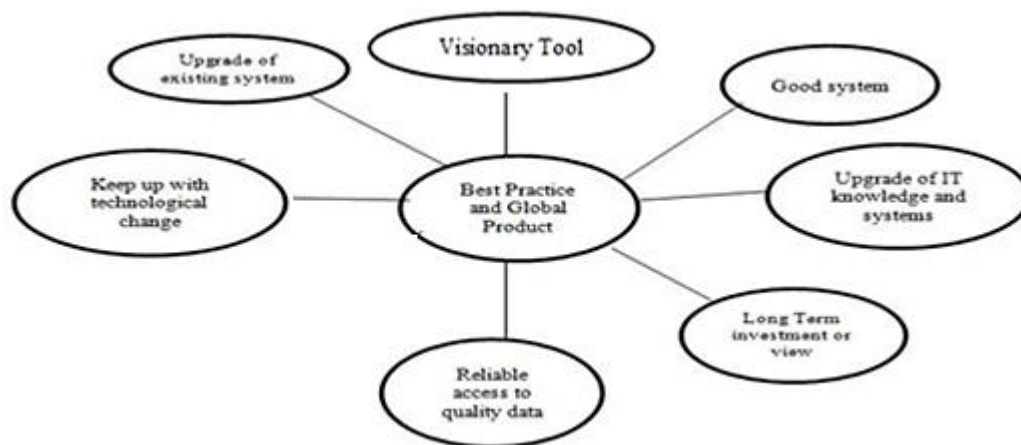 Visionary Tool
Upgrade of
existing system
Good system
Keep up with
technological
change
Best Practice
and Global
Product
Upgrade of IT
knowledge and
systems
Long Term
investment or
view
Reliable
access to
quality data